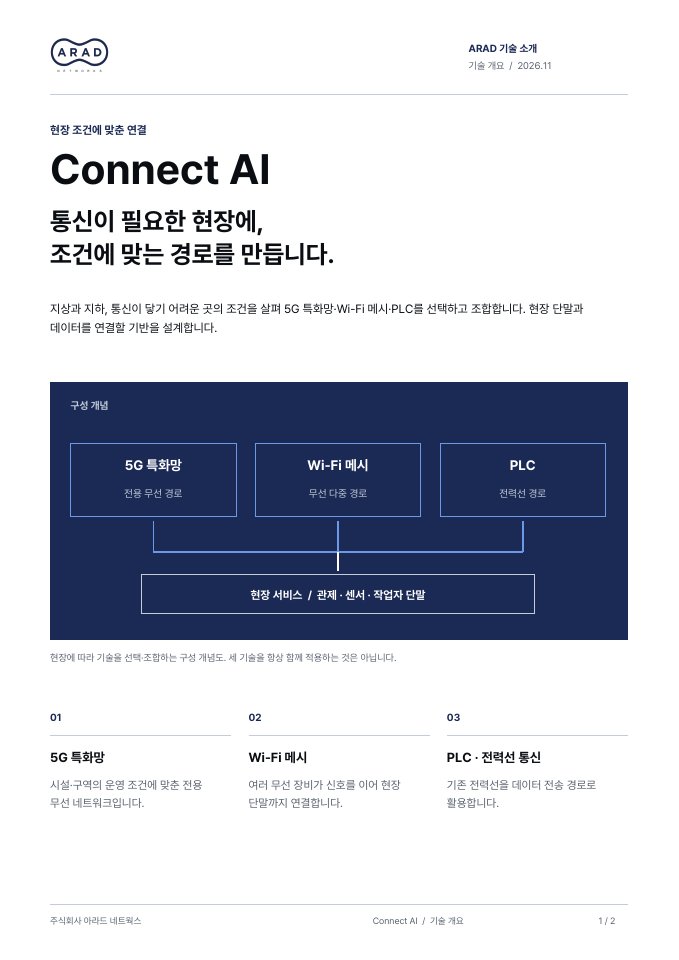 ARAD
NETWORKS
ARAD 기술 소개
기술 개요 / 2026.11
현장 조건에 맞춘 연결
Connect AI
통신이 필요한 현장에,
조건에 맞는 경로를 만듭니다.
지상과 지하, 통신이 닿기 어려운 곳의 조건을 살펴 5G 특화망·Wi-Fi 메시·PLC를 선택하고 조합합니다. 현장 단말과
데이터를 연결할 기반을 설계합니다.
구성 개념
5G 특화망
전용 무선 경로
Wi-Fi 메시
무선 다중 경로
PLC
전력선 경로
현장 서비스 / 관제 · 센서 · 작업자 단말
현장에 따라 기술을 선택·조합하는 구성 개념도. 세 기술을 항상 함께 적용하는 것은 아닙니다.
01
5G 특화망
시설·구역의 운영 조건에 맞춘 전용
무선 네트워크입니다.
02
Wi-Fi 메시
여러 무선 장비가 신호를 이어 현장
단말까지 연결합니다.
03
PLC · 전력선 통신
기존 전력선을 데이터 전송 경로로
활용합니다.
주식회사 아라드 네트웍스
Connect AI / 기술 개요
1 / 2